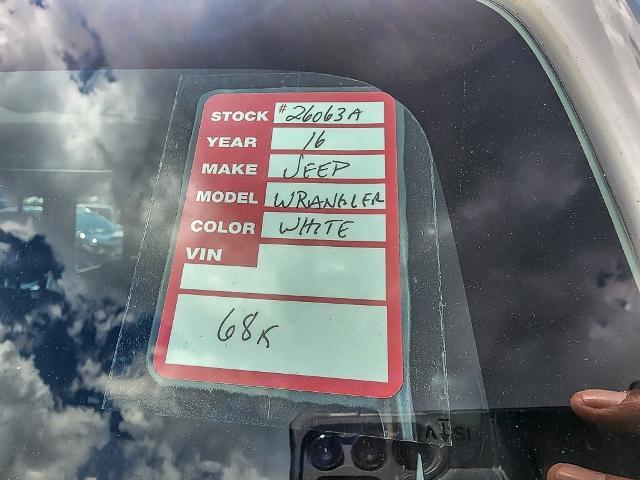 STOCK #26063A
YEAR 16
MAKE JEEP
MODEL WRANGLER
COLOR WHITE
VIN
68K